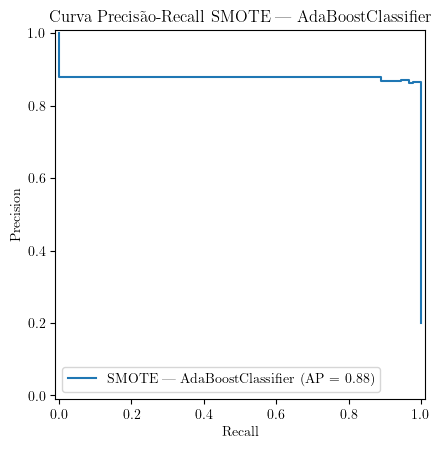 Curva Precisão-Recall SMOTE — AdaBoostClassifier
1.0
0.8
0.6
0.4
0.2
0.0
Precision
SMOTE — AdaBoostClassifier (AP = 0.88)
0.0 0.2 0.4 0.6 0.8 1.0
Recall